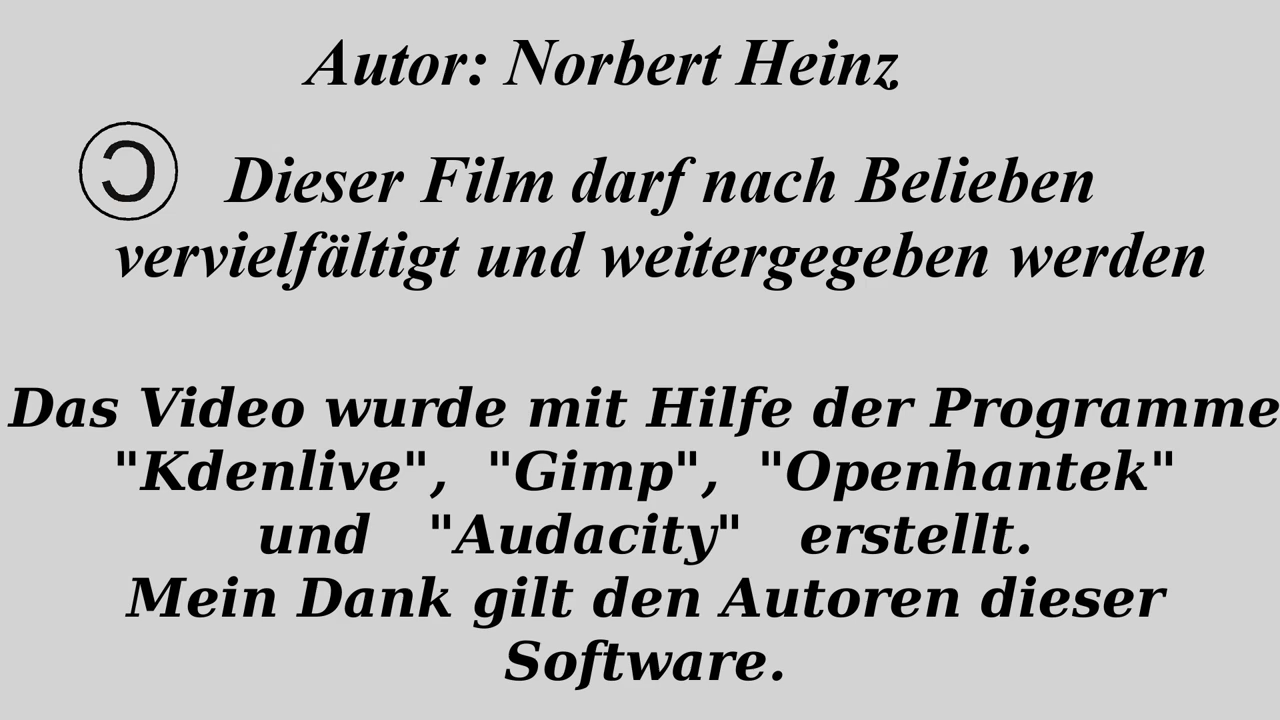 Autor: Norbert Heinz
🄯 Dieser Film darf nach Belieben
vervielfältigt und weitergegeben werden
Das Video wurde mit Hilfe der Programme
"Kdenlive", "Gimp", "Openhantek"
und "Audacity" erstellt.
Mein Dank gilt den Autoren dieser
Software.